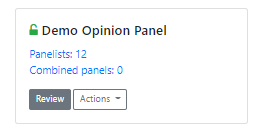 Demo Opinion Panel
Panelists: 12
Combined panels: 0
Review Actions